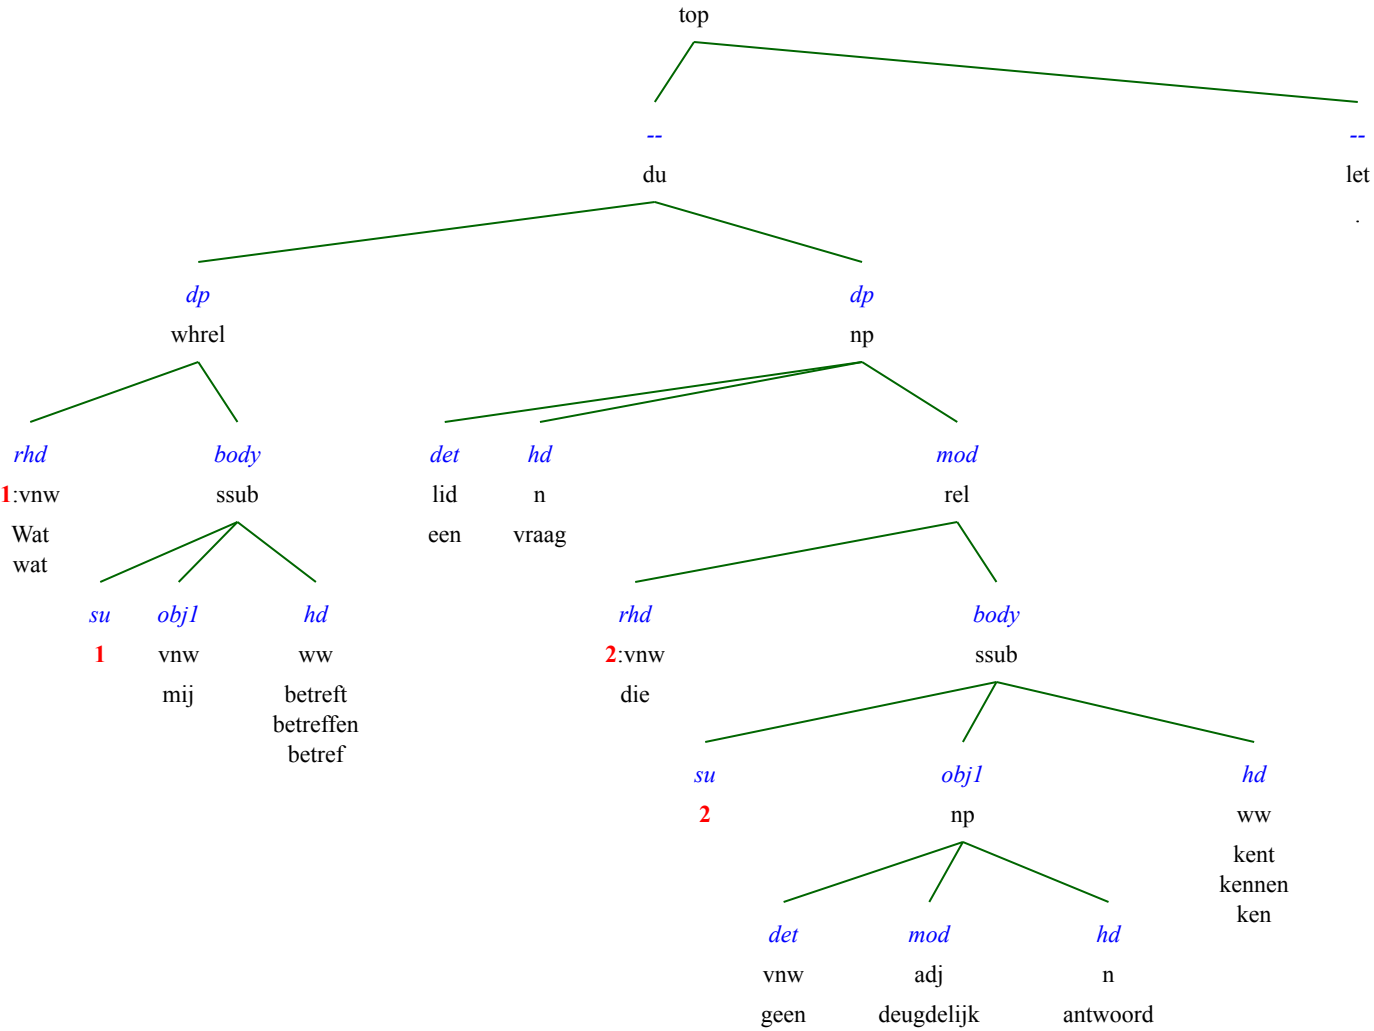 top
-- --
du let
.
dp dp
whrel np
rhd body det hd mod
1:vnw ssub lid n rel
Wat een vraag
wat
su obj1 hd rhd body
1 vnw ww 2:vnw ssub
mij betreft die
betreffen
betref
su obj1 hd
2 np ww
kent
kennen
ken
det mod hd
vnw adj n
geen deugdelijk antwoord